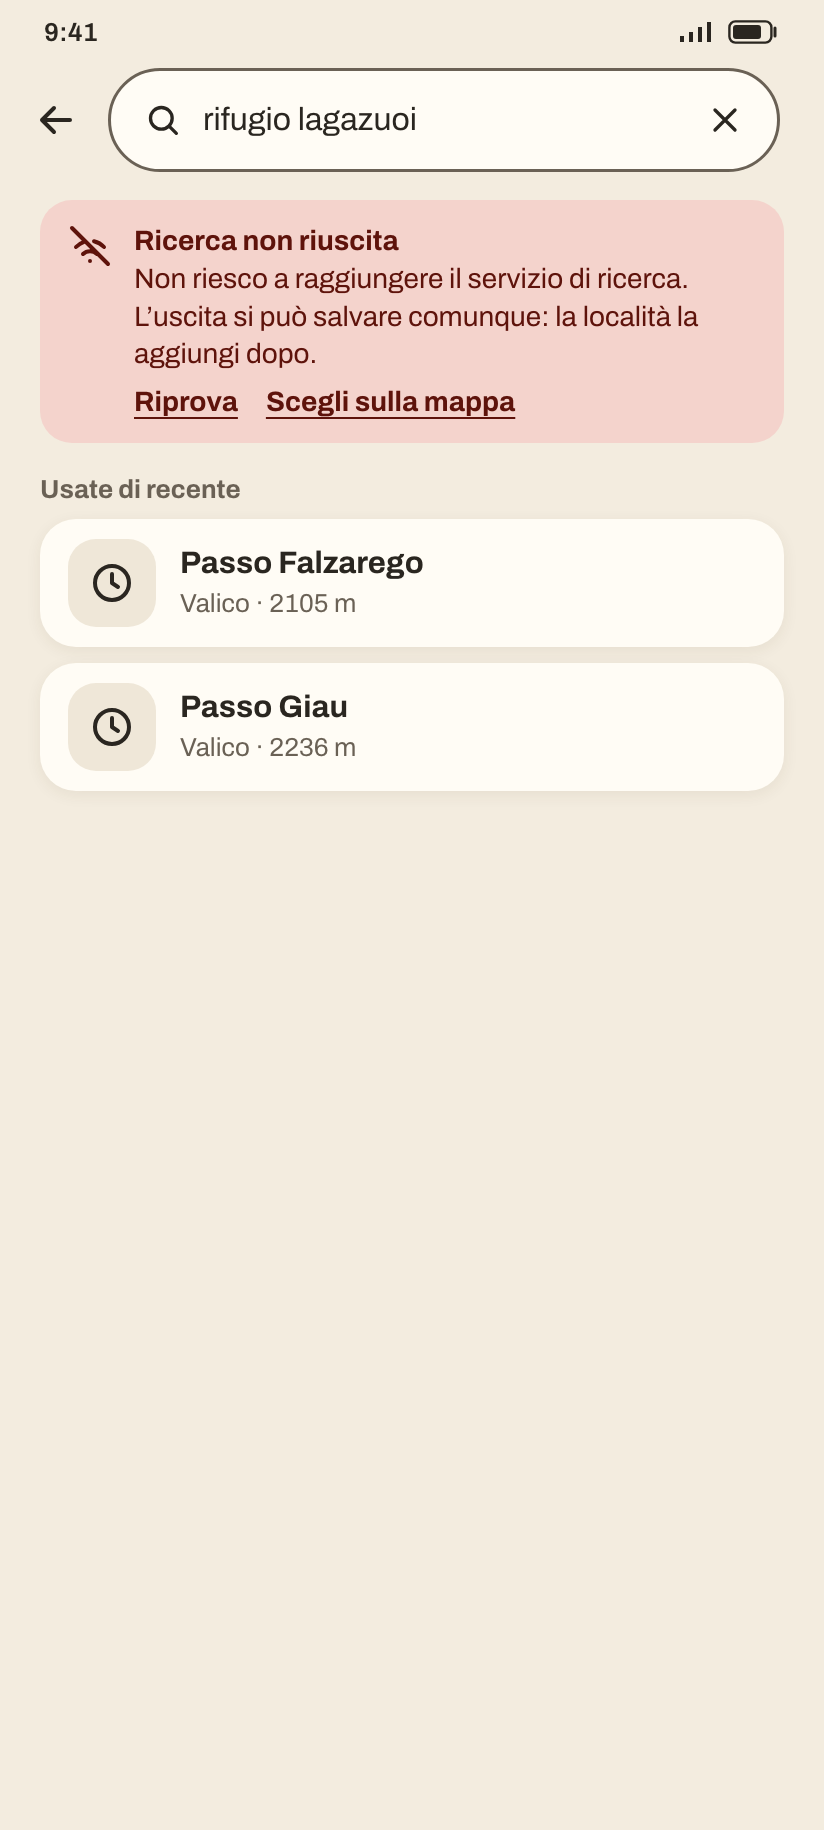 9:41
rifugio lagazuoi
Ricerca non riuscita
Non riesco a raggiungere il servizio di ricerca.
L’uscita si può salvare comunque: la località la
aggiungi dopo.
Riprova Scegli sulla mappa
Usate di recente
Passo Falzarego
Valico · 2105 m
Passo Giau
Valico · 2236 m